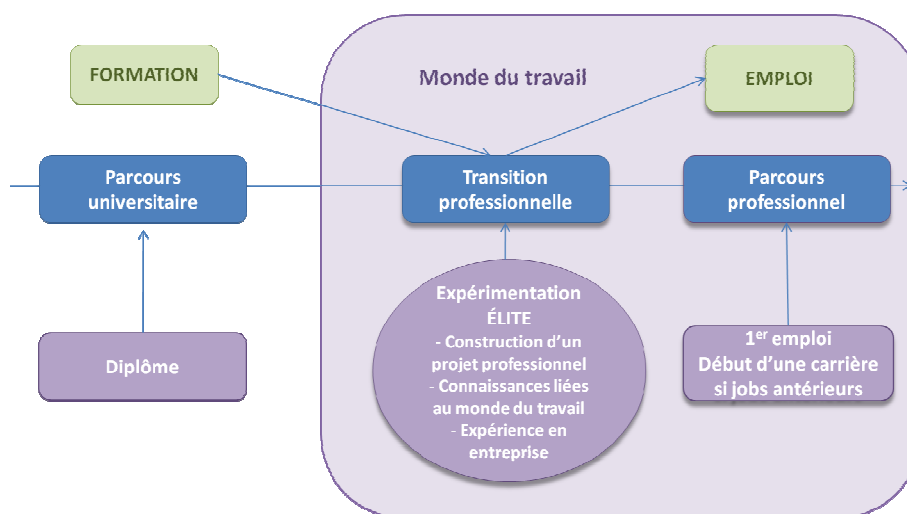 FORMATION
Monde du travail
EMPLOI
Parcours
universitaire
Transition
professionnelle
Parcours
professionnel
Diplôme
Expérimentation
ÉLITE
- Construction d’un
projet professionnel
- Connaissances liées
au monde du travail
- Expérience en
entreprise
1er emploi
Début d’une carrière
si jobs antérieurs